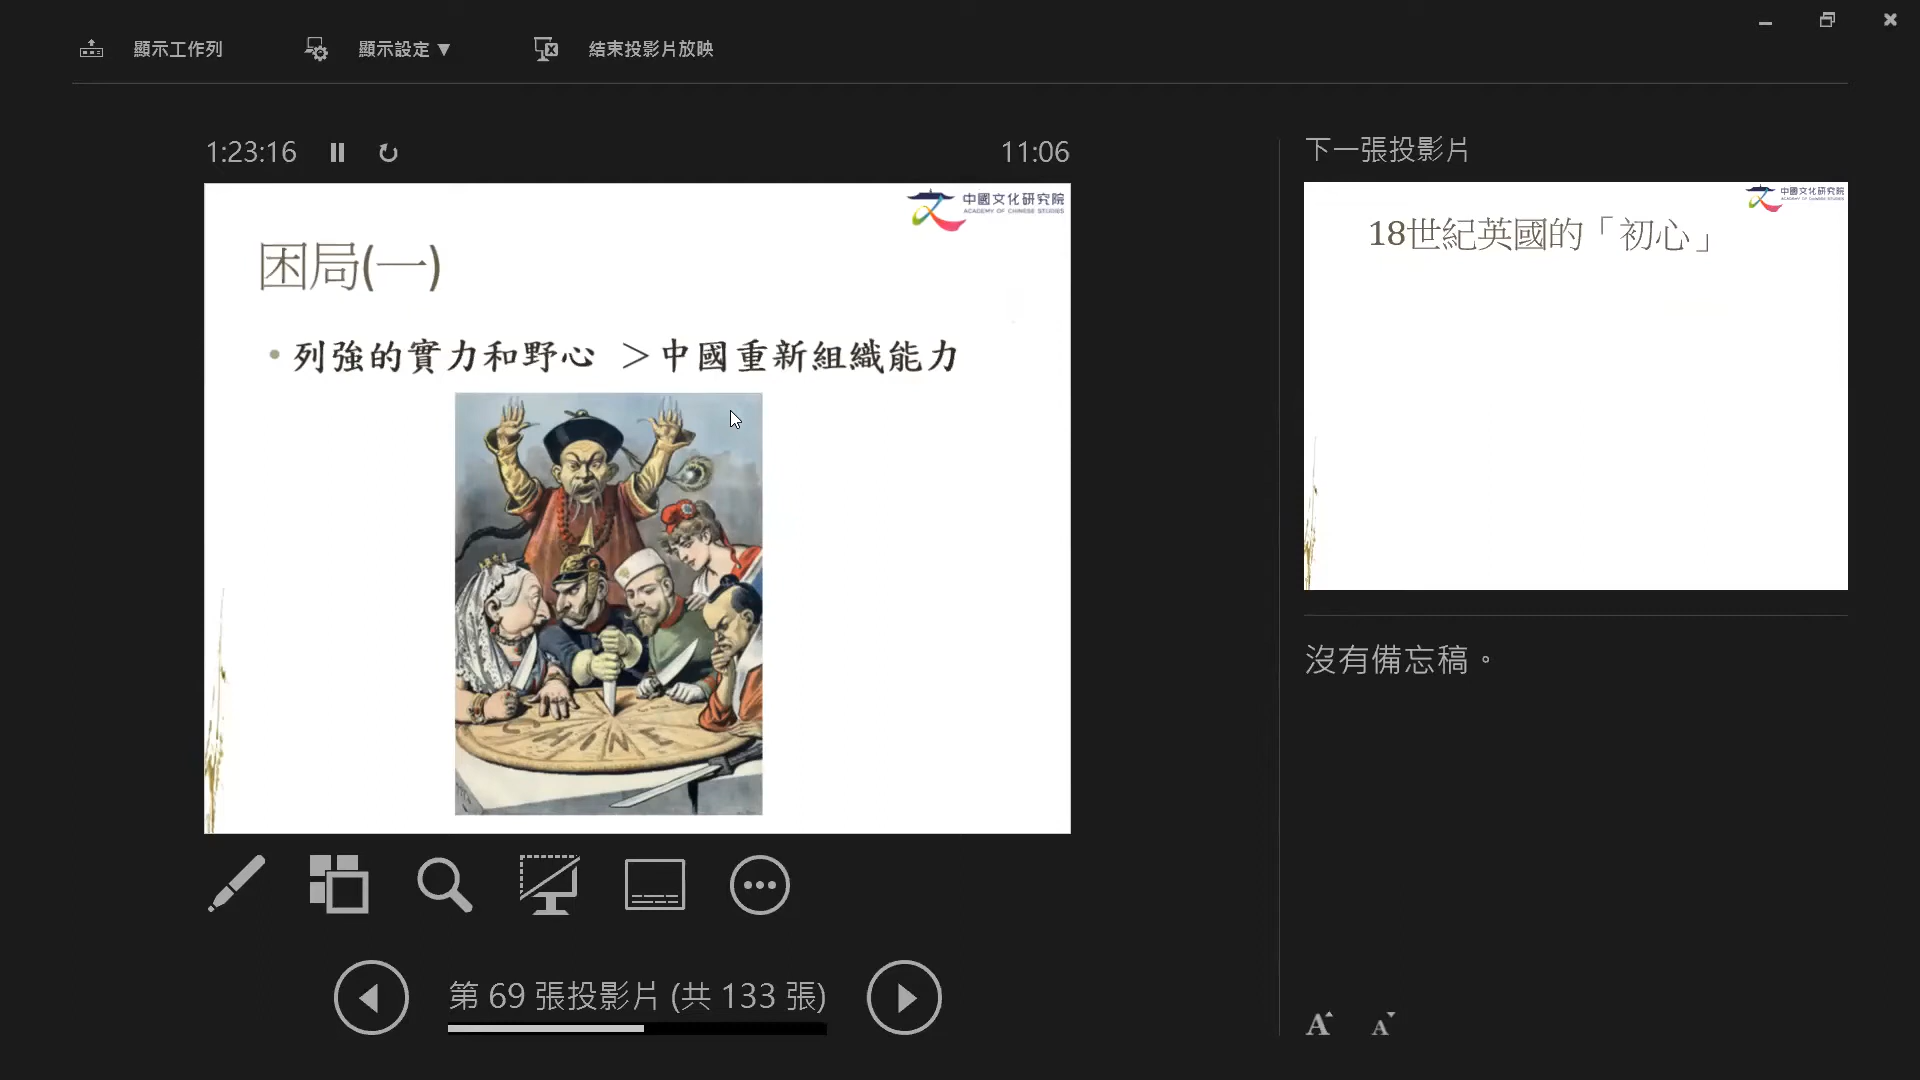 顯示工作列
顯示設定 ▼
結束投影片放映
1:23:16
11:06
中國文化研究院
ACADEMY OF CHINESE STUDIES
困局(一)
• 列強的實力和野心 ＞中國重新組織能力
CHINE
第 69 張投影片 (共 133 張)
下一張投影片
中國文化研究院
ACADEMY OF CHINESE STUDIES
18世紀英國的「初心」
沒有備忘稿。
A A